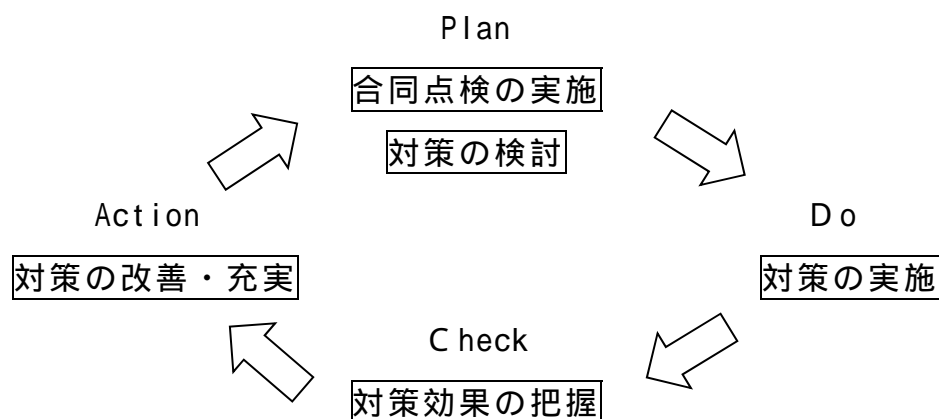 Plan
合同点検の実施
対策の検討
Action
Do
対策の改善・充実
対策の実施
Check
対策効果の把握